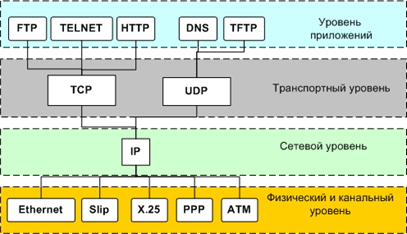 FTP TELNET HTTP DNS TFTP Уровень
приложений
TCP UDP Транспортный уровень
IP Сетевой уровень
Ethernet Slip X.25 PPP ATM Физический и канальный
уровень